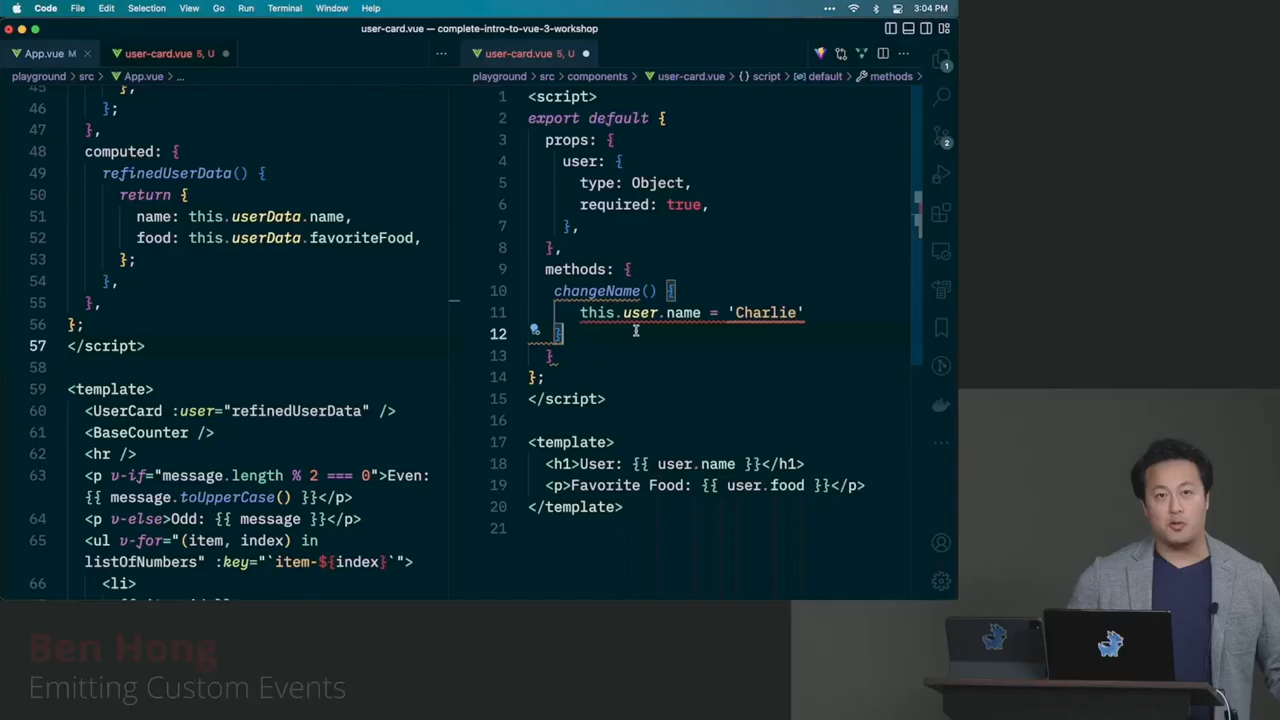 Code File Edit Selection View Go Run Terminal Window Help 3:04 PM
user-card.vue — complete-intro-to-vue-3-workshop
App.vue M user-card.vue 5, U
playground > src > App.vue > ...
45 };
46 };
47 },
48 computed: {
49 refinedUserData() {
50 return {
51 name: this.userData.name,
52 food: this.userData.favoriteFood,
53 };
54 },
55 },
56 };
57 </script>
58
59 <template>
60 <UserCard :user="refinedUserData" />
61 <BaseCounter />
62 <hr />
63 <p v-if="message.length % 2 === 0">Even:
{{ message.toUpperCase() }}</p>
64 <p v-else>Odd: {{ message }}</p>
65 <ul v-for="(item, index) in
listOfNumbers" :key="`item-${index}`">
66 <li>
user-card.vue 5, U
playground > src > components > user-card.vue > {} script > default > methods >
1 <script>
2 export default {
3 props: {
4 user: {
5 type: Object,
6 required: true,
7 },
8 },
9 methods: {
10 changeName() {
11 this.user.name = 'Charlie'
12 }
13 }
14 };
15 </script>
16
17 <template>
18 <h1>User: {{ user.name }}</h1>
19 <p>Favorite Food: {{ user.food }}</p>
20 </template>
21
1
2
Ben Hong
Emitting Custom Events